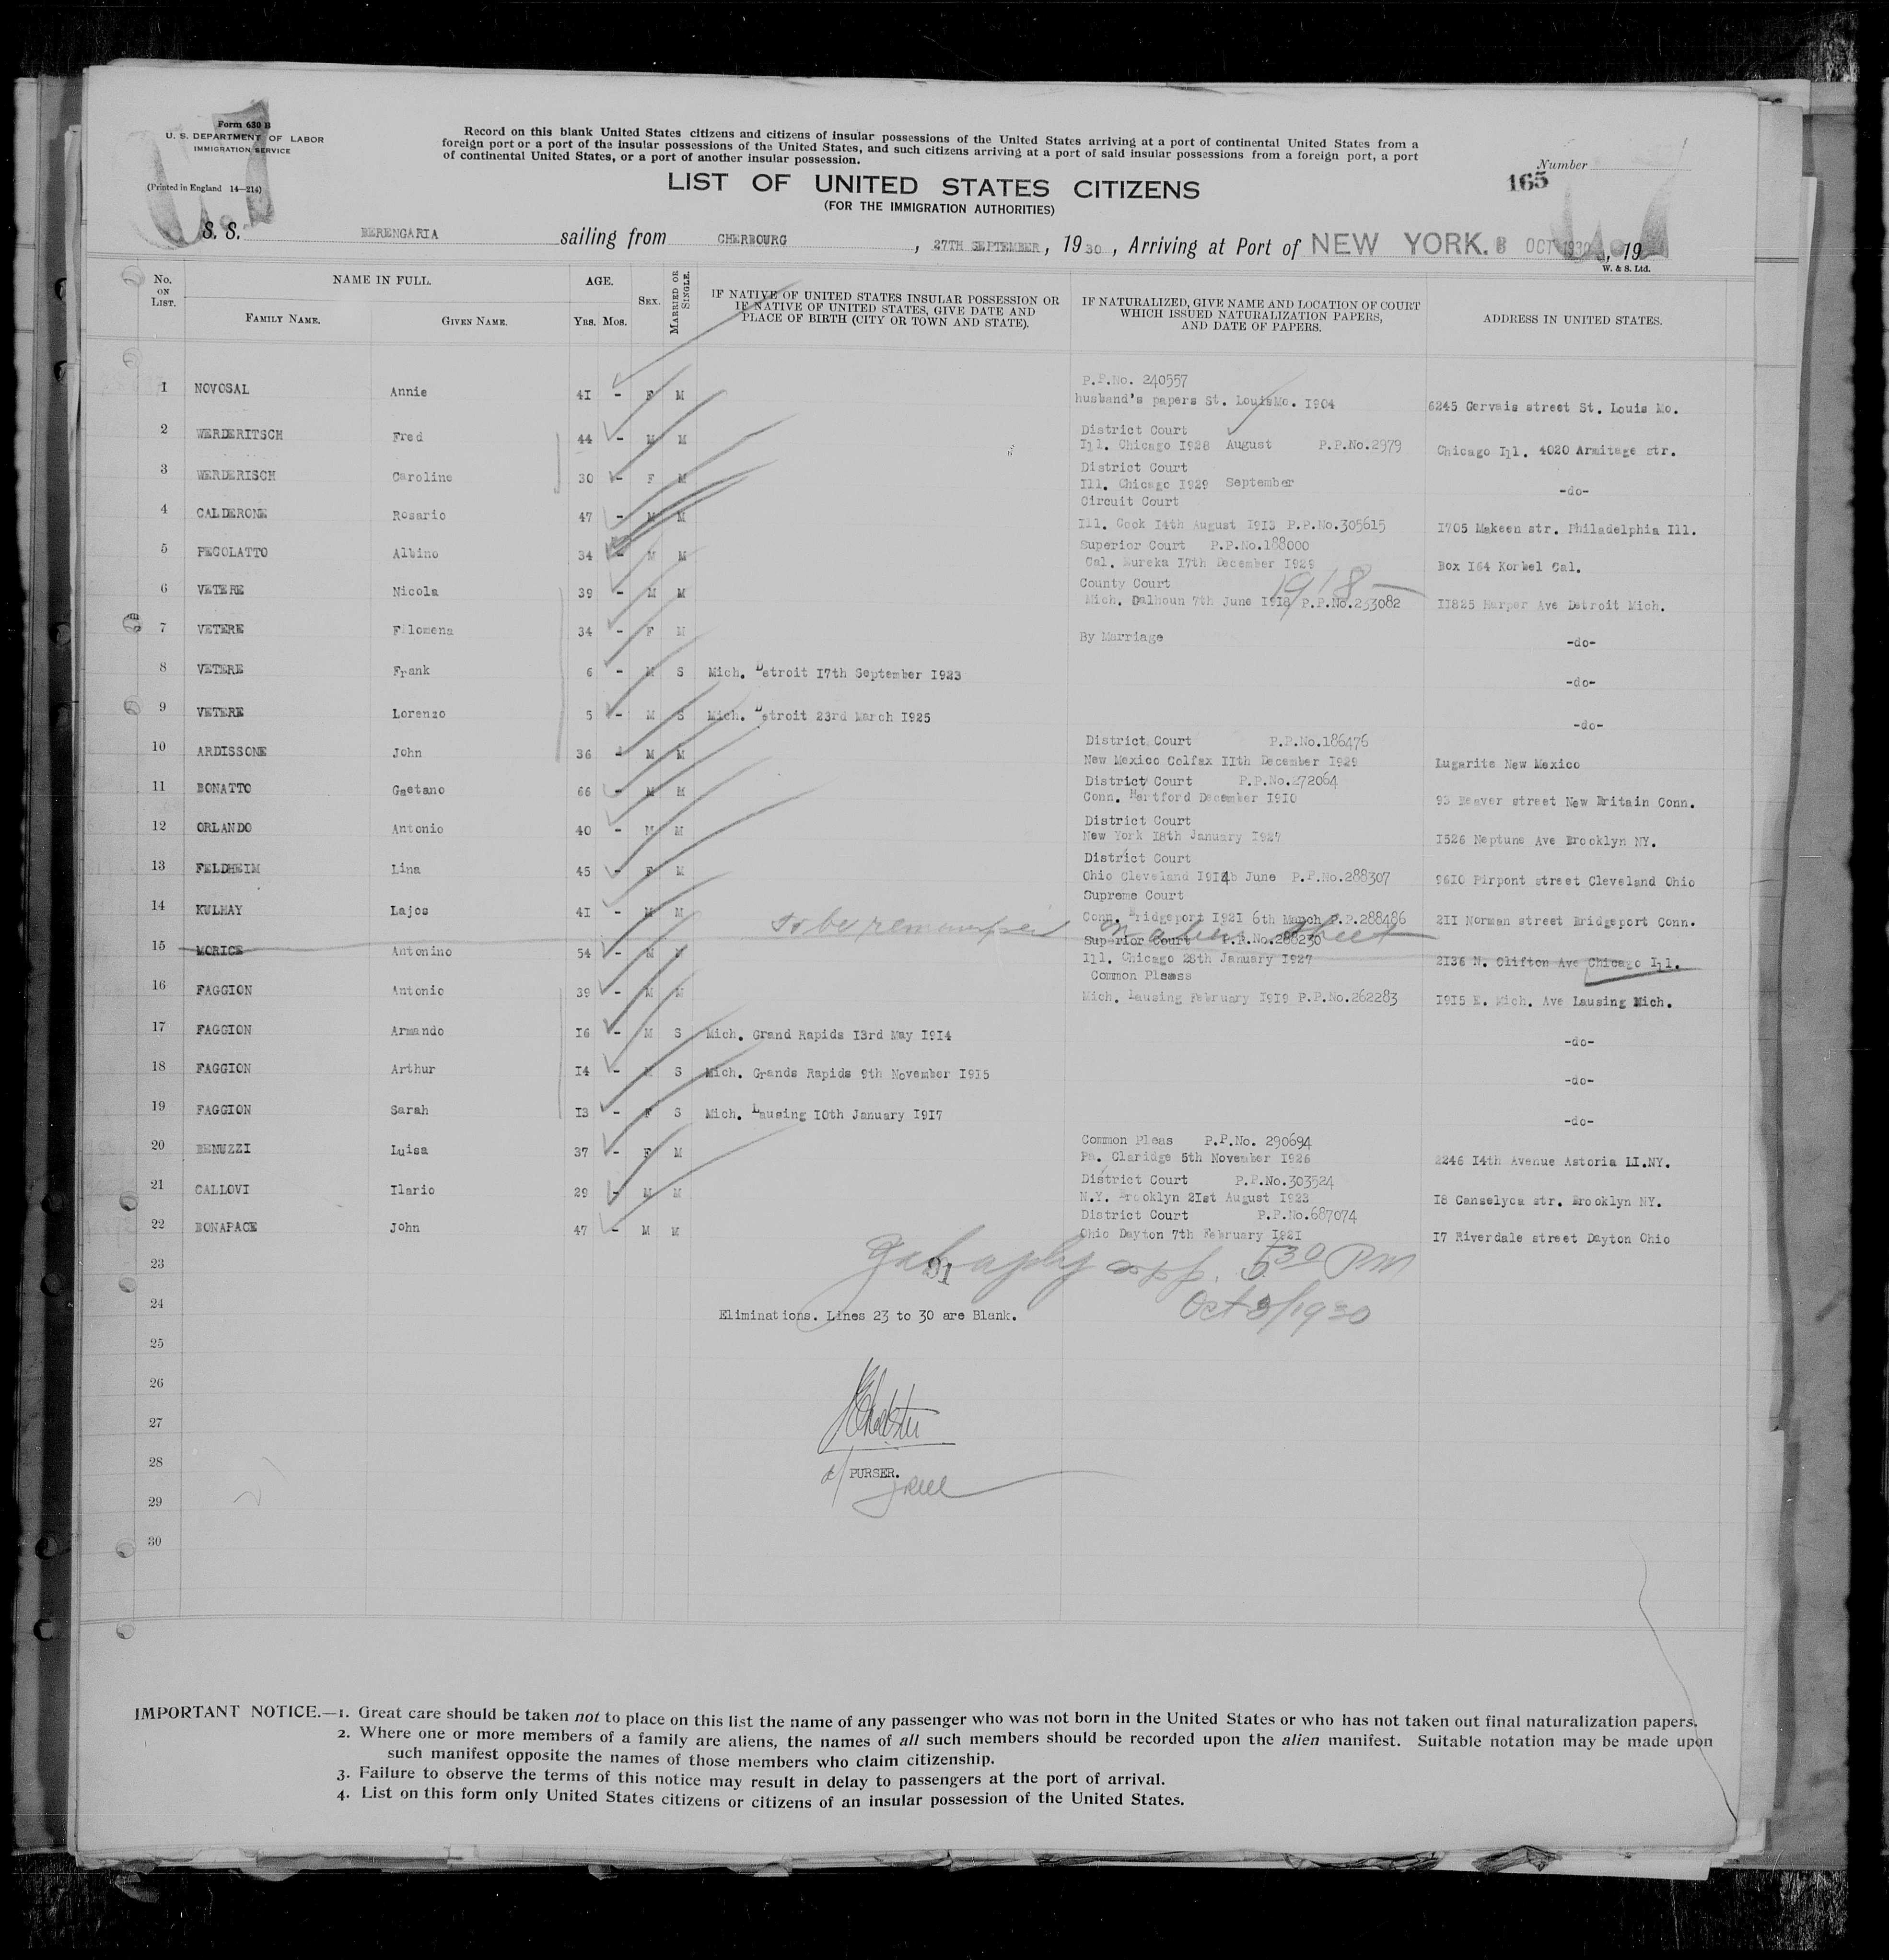 Form 630 B
U. S. DEPARTMENT OF LABOR
IMMIGRATION SERVICE
(Printed in England 14—214)
Record on this blank United States citizens and citizens of insular possessions of the United States arriving at a port of continental United States from a
foreign port or a port of the insular possessions of the United States, and such citizens arriving at a port of said insular possessions from a foreign port, a port
of continental United States, or a port of another insular possession.
Number
165
LIST OF UNITED STATES CITIZENS
(FOR THE IMMIGRATION AUTHORITIES)
S. S. BERENGARIA sailing from CHERBOURG, 27TH SEPTEMBER, 1930, Arriving at Port of NEW YORK. 3 OCT 1930, 19
W. & S. Ltd.
No. ON LIST. NAME IN FULL. AGE. SEX. MARRIED OR SINGLE. IF NATIVE OF UNITED STATES INSULAR POSSESSION OR IF NATIVE OF UNITED STATES, GIVE DATE AND PLACE OF BIRTH (CITY OR TOWN AND STATE). IF NATURALIZED, GIVE NAME AND LOCATION OF COURT WHICH ISSUED NATURALIZATION PAPERS, AND DATE OF PAPERS. ADDRESS IN UNITED STATES.
FAMILY NAME. GIVEN NAME. Yrs. Mos.
P.P.No. 240557
1 NOVOSAL Annie 41 - F M husband's papers St. Louis Mo. 1904 6245 Gervais street St. Louis Mo.
District Court
2 WERDERITSCH Fred 44 - M M Ill. Chicago 1928 August P.P.No.2979 Chicago Ill. 4020 Armitage str.
District Court
3 WERDERISCH Caroline 30 - F M Ill. Chicago 1929 September -do-
Circuit Court
4 CALDERONE Rosario 47 - M M Ill. Cook 14th August 1913 P.P.No.305615 1705 Makeen str. Philadelphia Ill.
Superior Court P.P.No.188000
5 PECOLATTO Albino 34 - M M Cal. Eureka 17th December 1929 Box 164 Korbel Cal.
County Court 1918
6 VETERE Nicola 39 - M M Mich. Calhoun 7th June 1918 P.P.No.253082 11825 Harper Ave Detroit Mich.
7 VETERE Filomena 34 - F M By Marriage -do-
8 VETERE Frank 6 - M S Mich. Detroit 17th September 1923 -do-
9 VETERE Lorenzo 5 - M S Mich. Detroit 23rd March 1925 -do-
District Court P.P.No.186476
10 ARDISSONE John 36 - M M New Mexico Colfax 11th December 1929 Lugarite New Mexico
District Court P.P.No.272064
11 BONATTO Gaetano 66 - M M Conn. Hartford December 1910 93 Beaver street New Britain Conn.
District Court
12 ORLANDO Antonio 40 - M M New York 18th January 1927 1526 Neptune Ave Brooklyn NY.
District Court
13 FELDHEIM Lina 45 - F M Ohio Cleveland June P.P.No.288307 9610 Pirpont street Cleveland Ohio
Supreme Court
14 KULHAY Lajos 41 - M M Conn. Bridgeport 1921 6th March P.P.288486 211 Norman street Bridgeport Conn.
to be on alien sheet
Superior Court P.P.No.288230
15 MORICE Antonino 54 - M M Ill. Chicago 28th January 1927 2136 N. Clifton Ave Chicago Ill.
Common Pleass
16 FAGGION Antonio 39 - M M Mich. Lausing February 1919 P.P.No.262283 1915 E. Mich. Ave Lausing Mich.
17 FAGGION Armando 16 - M S Mich. Grand Rapids 13rd May 1914 -do-
18 FAGGION Arthur 14 - M S Mich. Grands Rapids 9th November 1915 -do-
19 FAGGION Sarah 13 - F S Mich. Lausing 10th January 1917 -do-
Common Pleas P.P.No. 290694
20 BENUZZI Luisa 37 - F M Pa. Claridge 5th November 1926 2246 14th Avenue Astoria LI.NY.
District Court P.P.No.303524
21 CALLOVI Ilario 29 - M M N.Y. Brooklyn 21st August 1923 18 Canselyca str. Brooklyn NY.
District Court P.P.No.687074
22 BONAPACE John 47 - M M Ohio Dayton 7th February 1921 17 Riverdale street Dayton Ohio
23 5 30 PM
91
24 Oct 3/1930
Eliminations. Lines 23 to 30 are Blank.
25
26
27
28
PURSER.
29
30
IMPORTANT NOTICE.—1. Great care should be taken not to place on this list the name of any passenger who was not born in the United States or who has not taken out final naturalization papers.
2. Where one or more members of a family are aliens, the names of all such members should be recorded upon the alien manifest. Suitable notation may be made upon
such manifest opposite the names of those members who claim citizenship.
3. Failure to observe the terms of this notice may result in delay to passengers at the port of arrival.
4. List on this form only United States citizens or citizens of an insular possession of the United States.